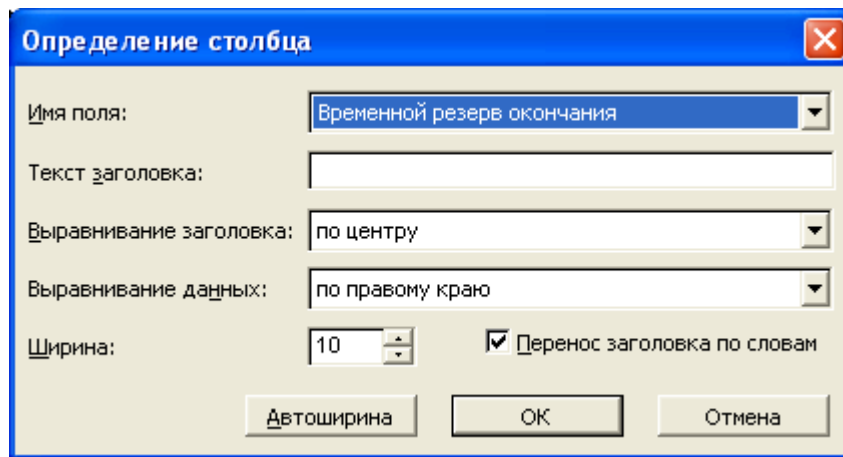 Определение столбца
Имя поля: Временной резерв окончания
Текст заголовка:
Выравнивание заголовка: по центру
Выравнивание данных: по правому краю
Ширина: 10 Перенос заголовка по словам
Автоширина ОК Отмена